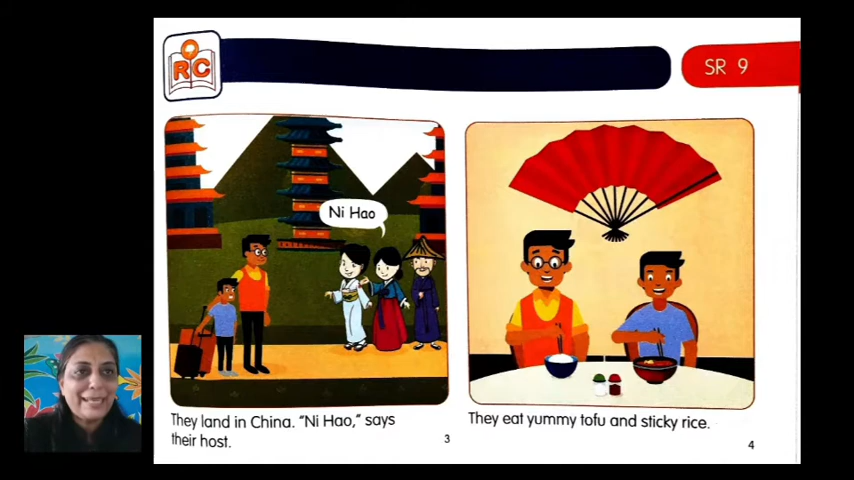 RC
SR 9
Ni Hao
They land in China. "Ni Hao," says
their host.
3
They eat yummy tofu and sticky rice.
4